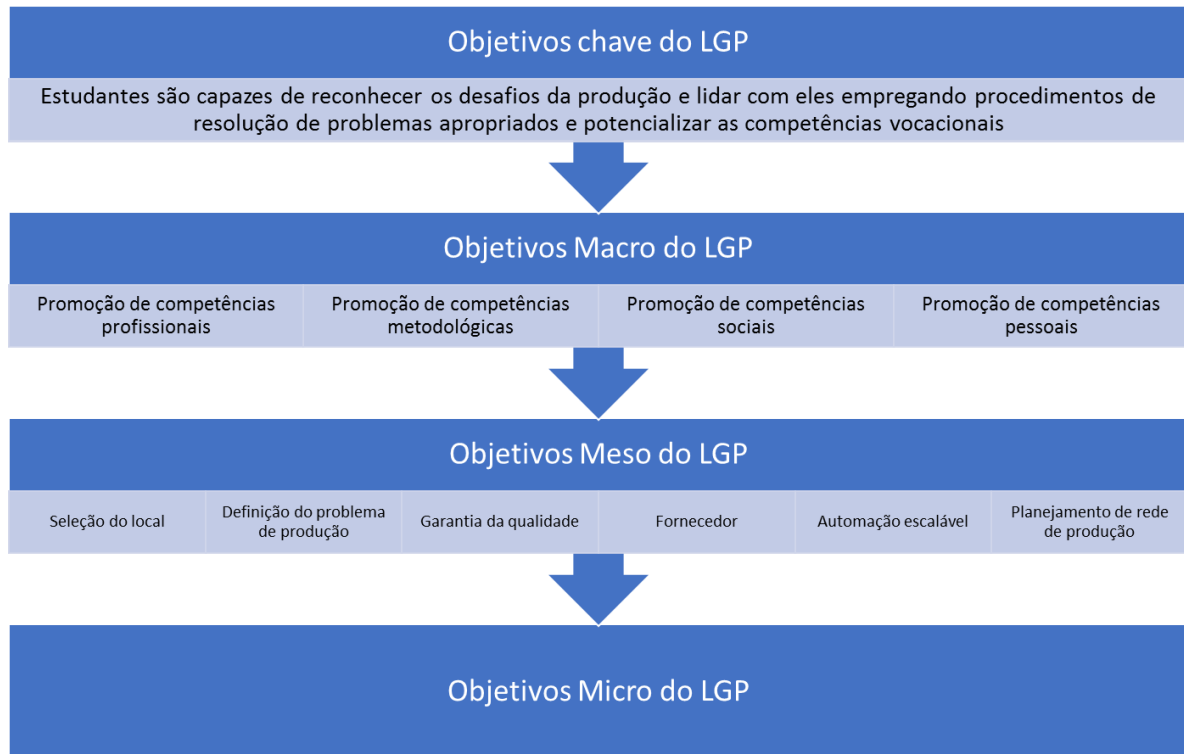 Objetivos chave do LGP
Estudantes são capazes de reconhecer os desafios da produção e lidar com eles empregando procedimentos de
resolução de problemas apropriados e potencializar as competências vocacionais
Objetivos Macro do LGP
Promoção de competências
profissionais
Promoção de competências
metodológicas
Promoção de competências
sociais
Promoção de competências
pessoais
Objetivos Meso do LGP
Seleção do local
Definição do problema
de produção
Garantia da qualidade
Fornecedor
Automação escalável
Planejamento de rede
de produção
Objetivos Micro do LGP